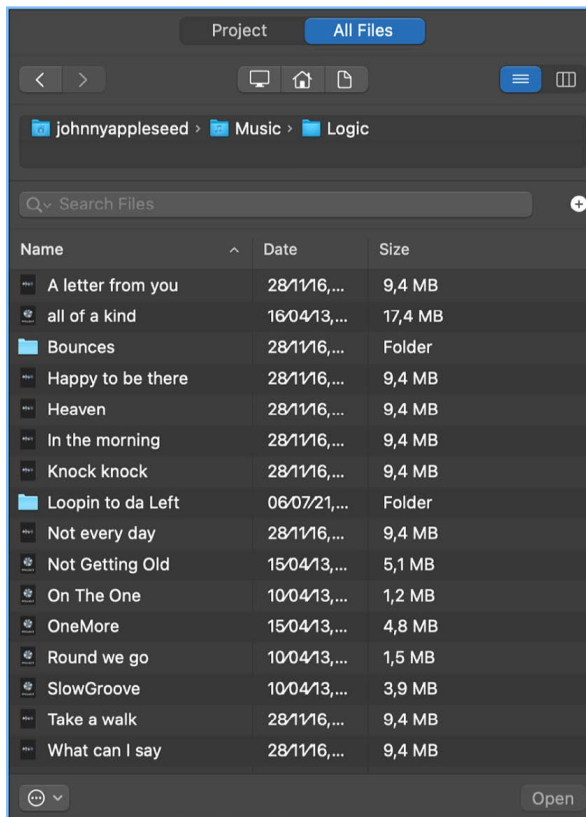 Project All Files
johnnyappleseed › Music › Logic
Search Files
Name Date Size
A letter from you 28/11/16,... 9,4 MB
all of a kind 16/04/13,... 17,4 MB
Bounces 28/11/16,... Folder
Happy to be there 28/11/16,... 9,4 MB
Heaven 28/11/16,... 9,4 MB
In the morning 28/11/16,... 9,4 MB
Knock knock 28/11/16,... 9,4 MB
Loopin to da Left 06/07/21,... Folder
Not every day 28/11/16,... 9,4 MB
Not Getting Old 15/04/13,... 5,1 MB
On The One 10/04/13,... 1,2 MB
OneMore 15/04/13,... 4,8 MB
Round we go 10/04/13,... 1,5 MB
SlowGroove 10/04/13,... 3,9 MB
Take a walk 28/11/16,... 9,4 MB
What can I say 28/11/16,... 9,4 MB
Open